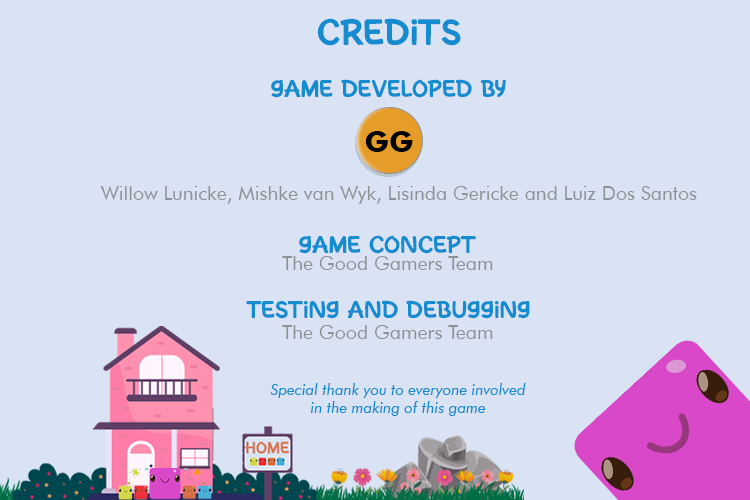 CREDiTS
gAME DEVELOPED BY
GG
Willow Lunicke, Mishke van Wyk, Lisinda Gericke and Luiz Dos Santos
gAME CONCEPT
The Good Gamers Team
TESTiNg AND DEBUggiNg
The Good Gamers Team
Special thank you to everyone involved
in the making of this game
HOME